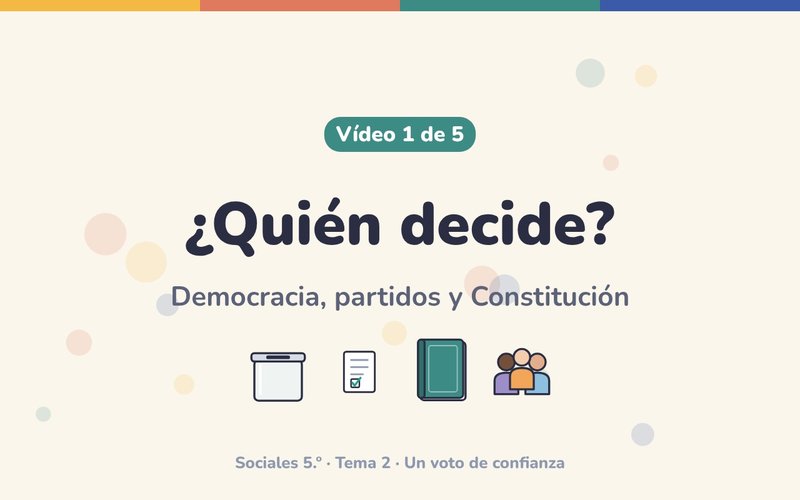 Vídeo 1 de 5
¿Quién decide?
Democracia, partidos y Constitución
Sociales 5.º · Tema 2 · Un voto de confianza